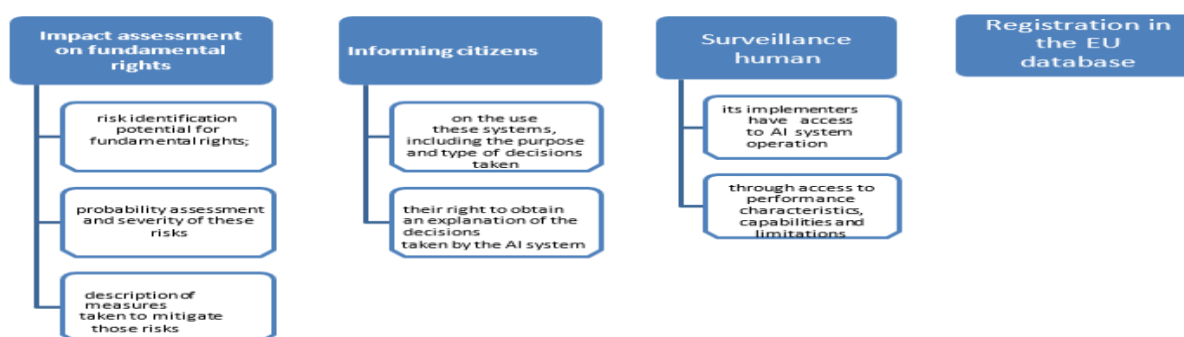 Impact assessment
on fundamental
rights
risk identification
potential for
fundamental rights;
probability assessment
and severity of these
risks
description of
measures
taken to mitigate
those risks
Informing citizens
on the use
these systems,
including the purpose
and type of decisions
taken
their right to obtain
an explanation of the
decisions
taken by the AI system
Surveillance
human
its implementers
have access
to AI system
operation
through access to
performance
characteristics,
capabilities and
limitations
Registration in
the EU
database